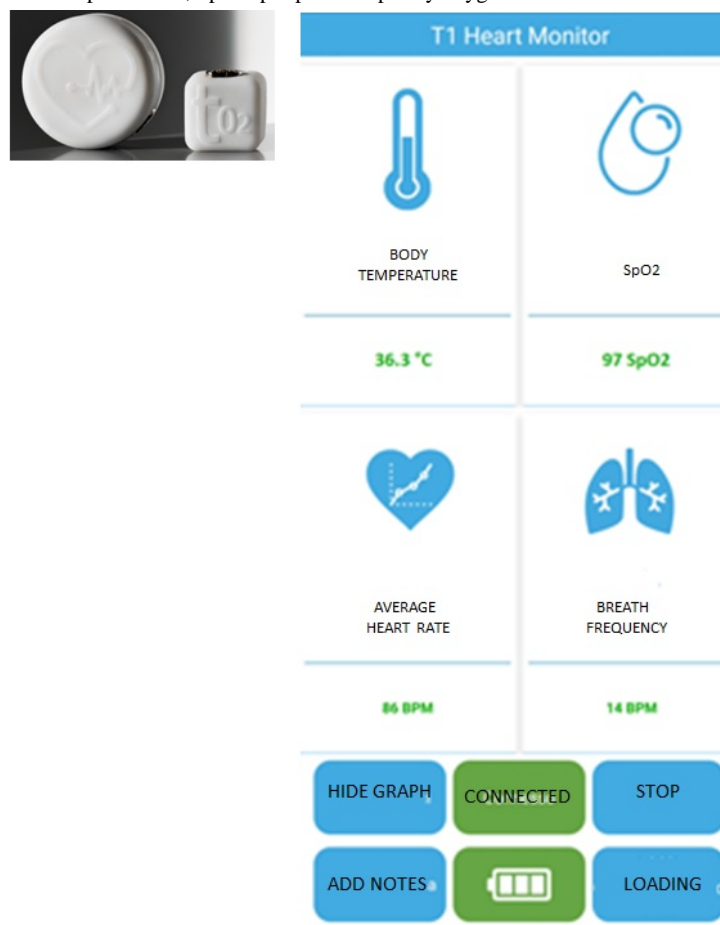 T1 Heart Monitor
tO2
BODY
TEMPERATURE
SpO2
36.3 °C
97 SpO2
AVERAGE
HEART RATE
BREATH
FREQUENCY
86 BPM
14 BPM
HIDE GRAPH
CONNECTED
STOP
ADD NOTES
LOADING